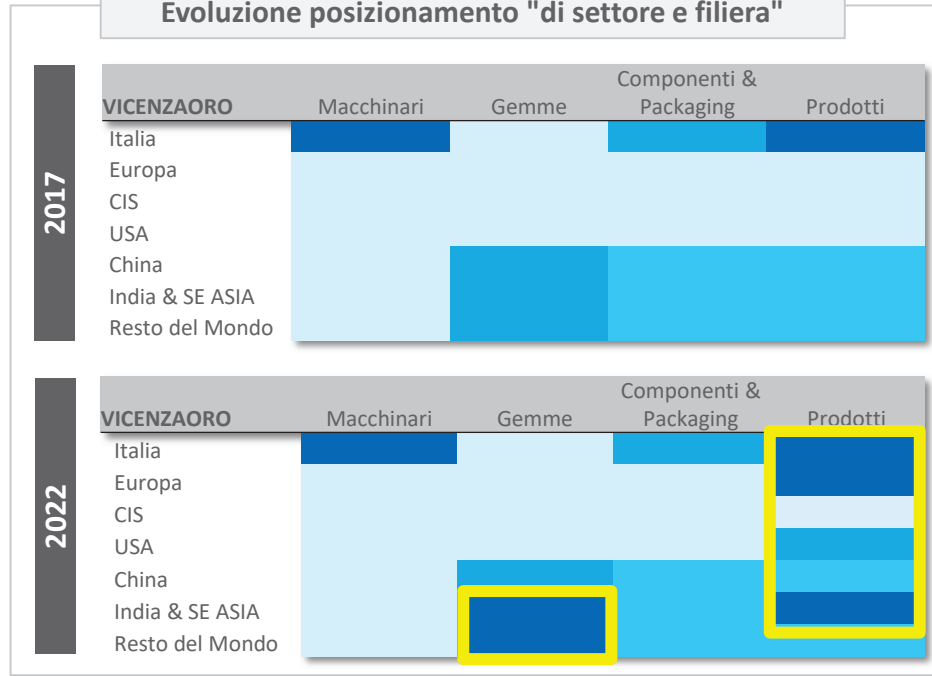 Evoluzione posizionamento "di settore e filiera"
2017
Componenti &
VICENZAORO Macchinari Gemme Packaging Prodotti
Italia
Europa
CIS
USA
China
India & SE ASIA
Resto del Mondo
2022
Componenti &
VICENZAORO Macchinari Gemme Packaging Prodotti
Italia
Europa
CIS
USA
China
India & SE ASIA
Resto del Mondo